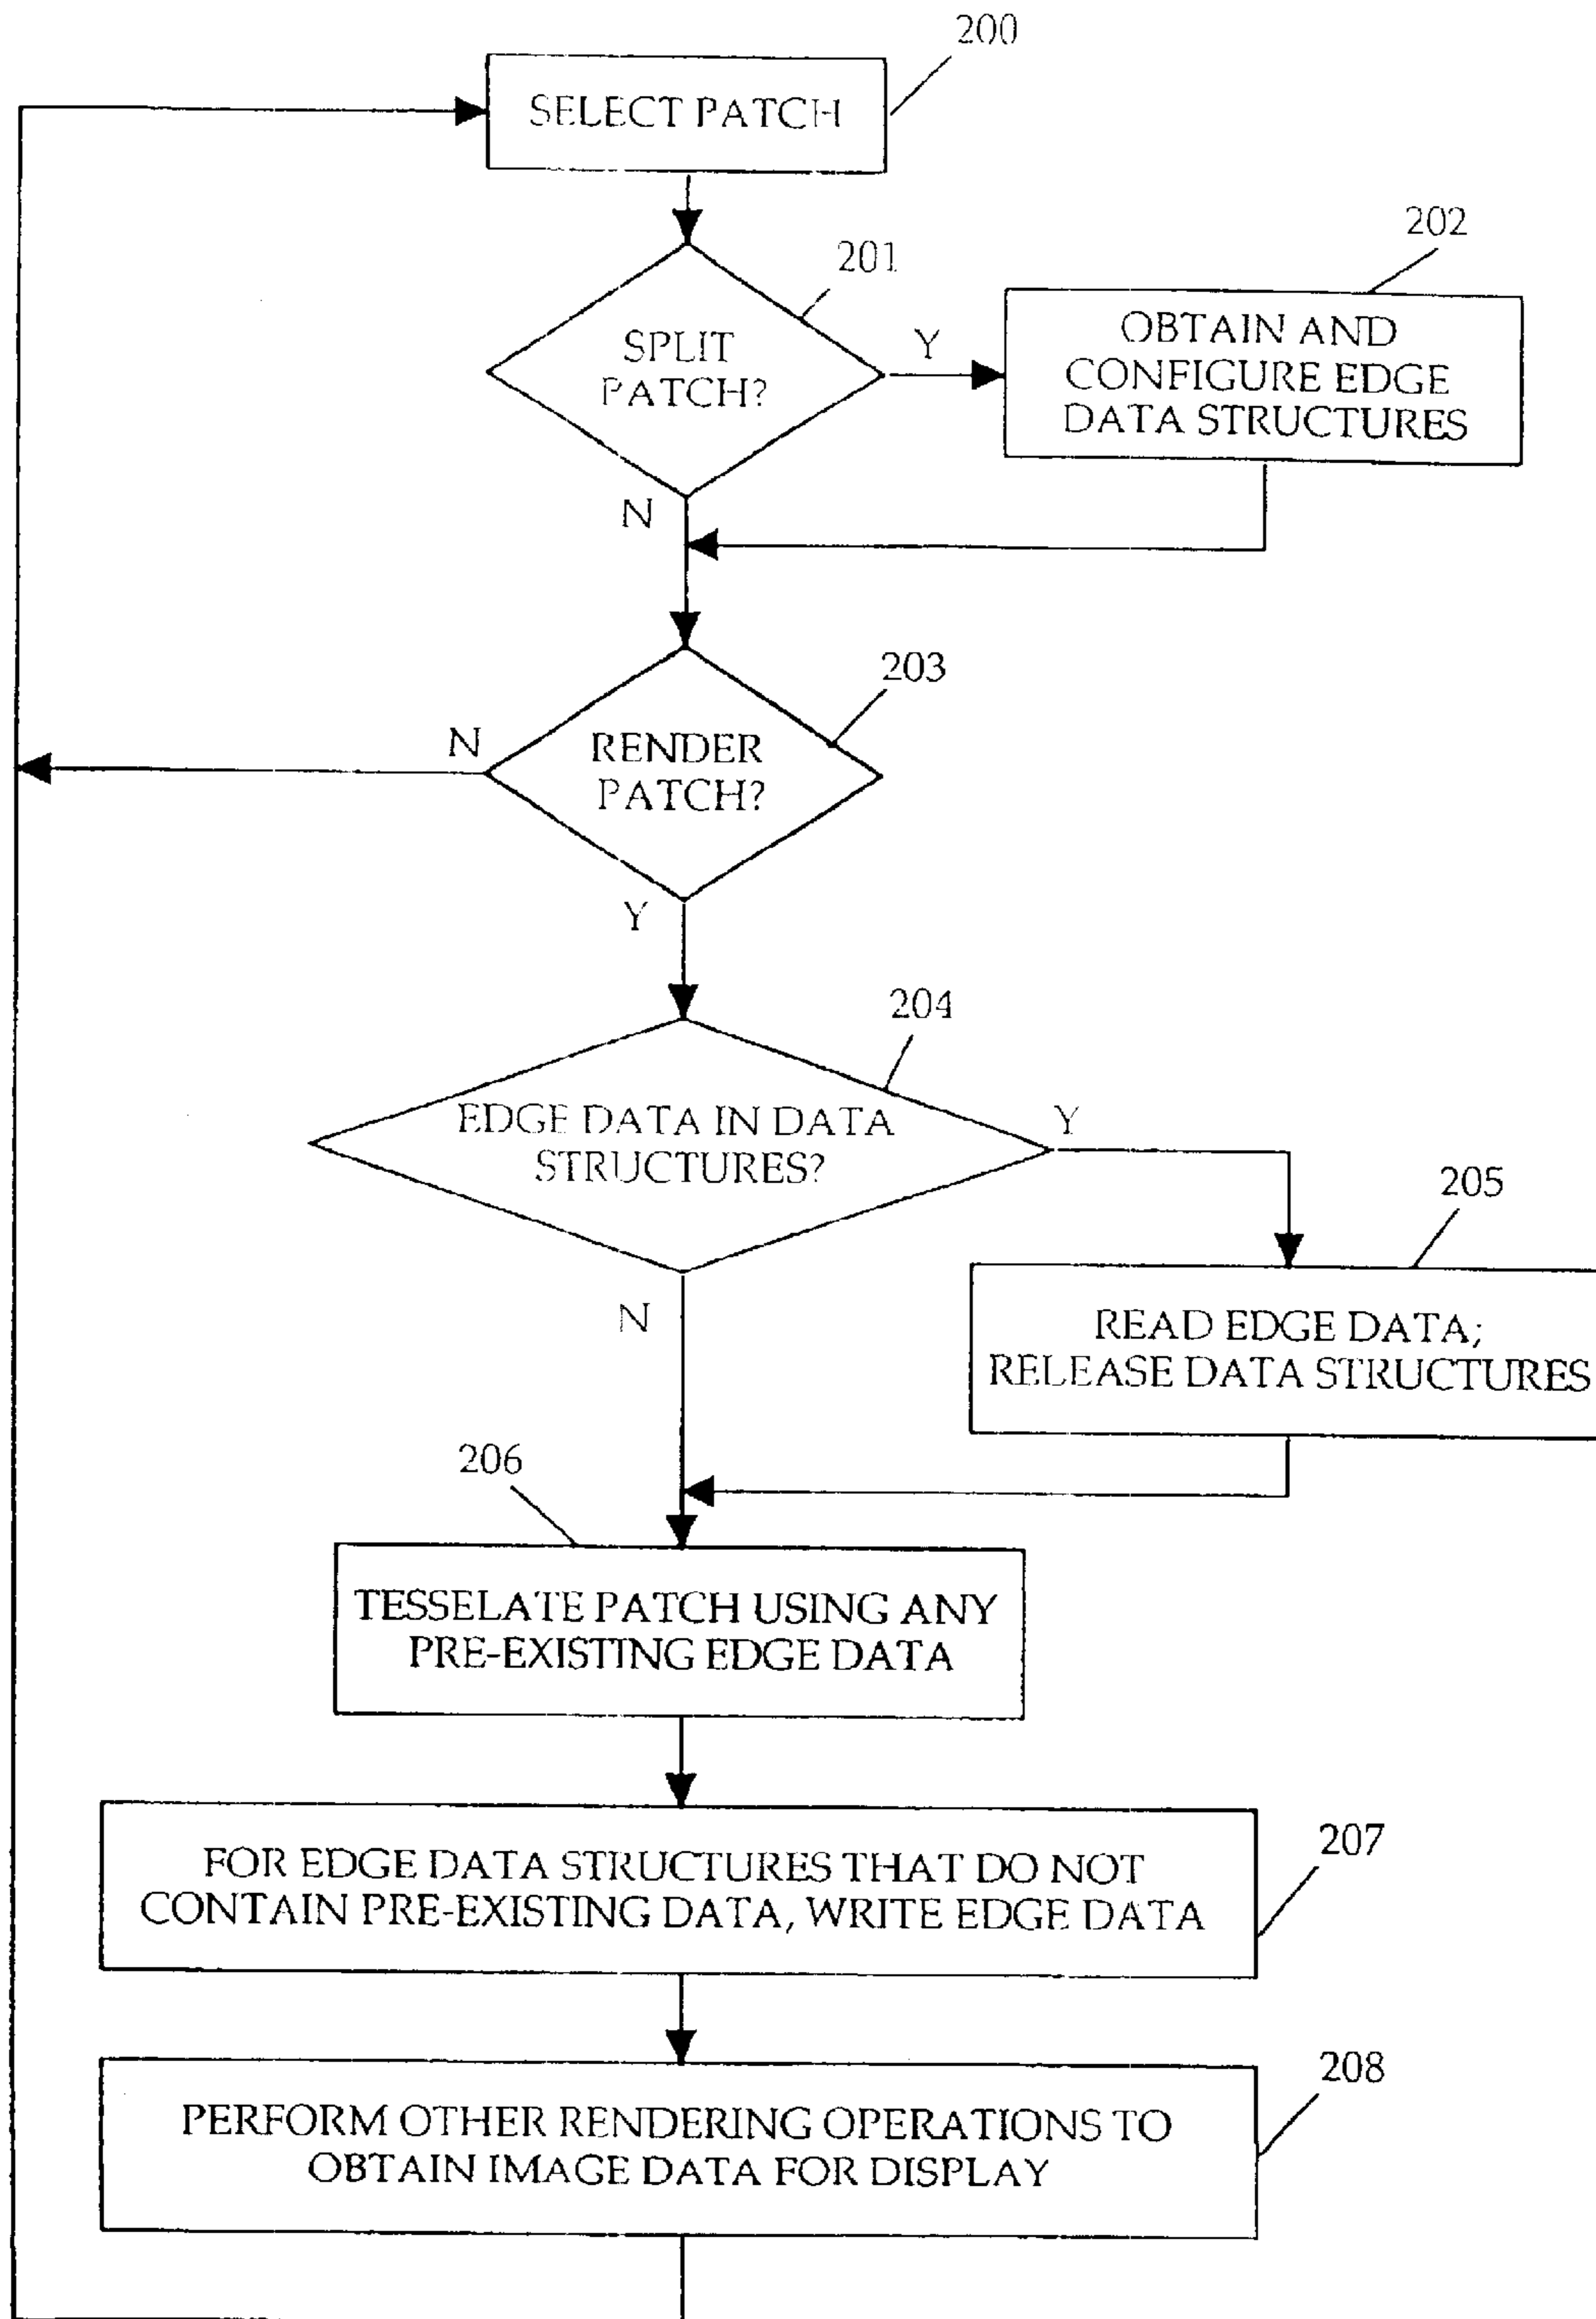 200
SELECT PATCH
201
202
SPLIT
PATCH?
Y
OBTAIN AND
CONFIGURE EDGE
DATA STRUCTURES
N
203
N
RENDER
PATCH?
Y
204
EDGE DATA IN DATA
STRUCTURES?
Y
205
N
READ EDGE DATA;
RELEASE DATA STRUCTURES
206
TESSELATE PATCH USING ANY
PRE-EXISTING EDGE DATA
207
FOR EDGE DATA STRUCTURES THAT DO NOT
CONTAIN PRE-EXISTING DATA, WRITE EDGE DATA
208
PERFORM OTHER RENDERING OPERATIONS TO
OBTAIN IMAGE DATA FOR DISPLAY